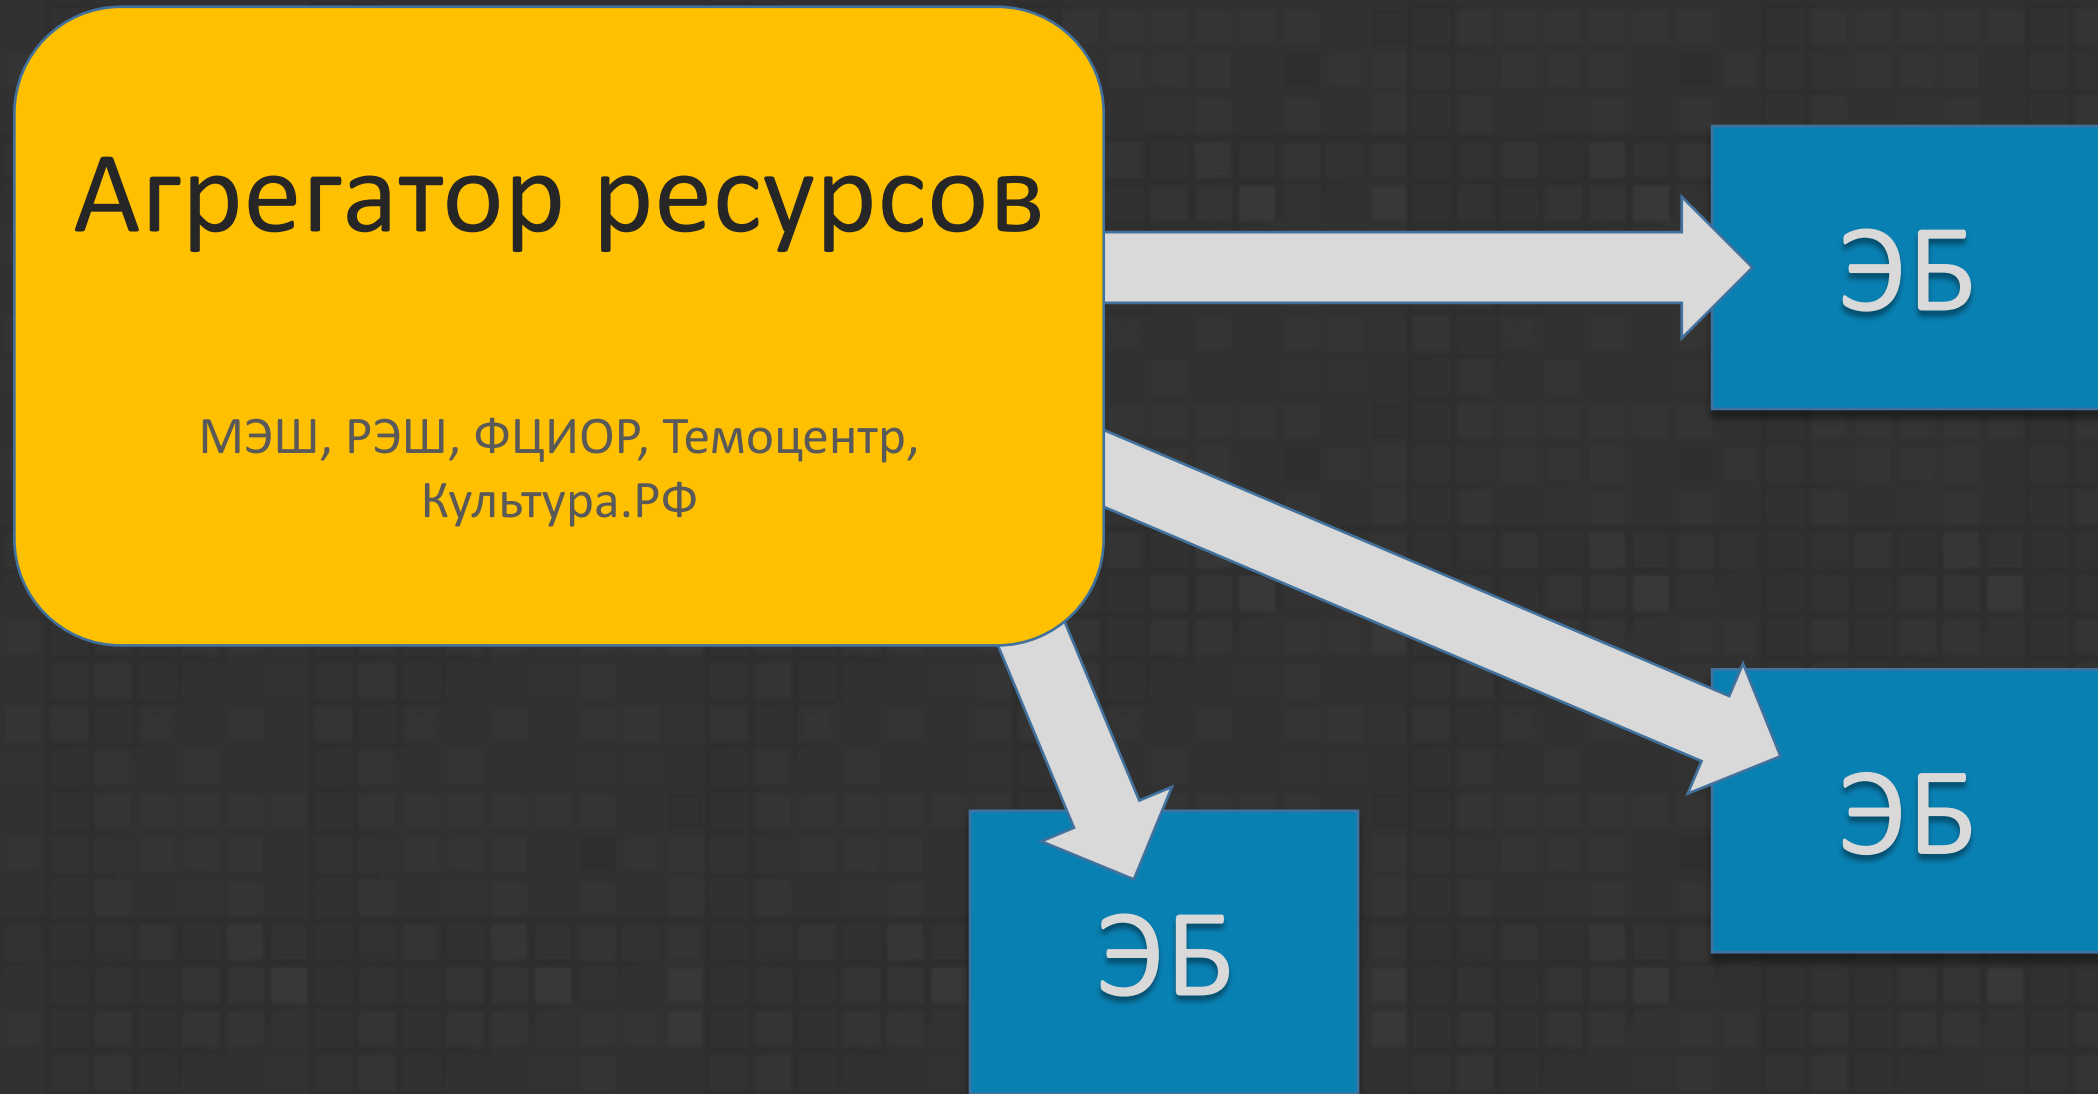 Агрегатор ресурсов
МЭШ, РЭШ, ФЦИОР, Темоцентр,
Культура.РФ
ЭБ
ЭБ
ЭБ